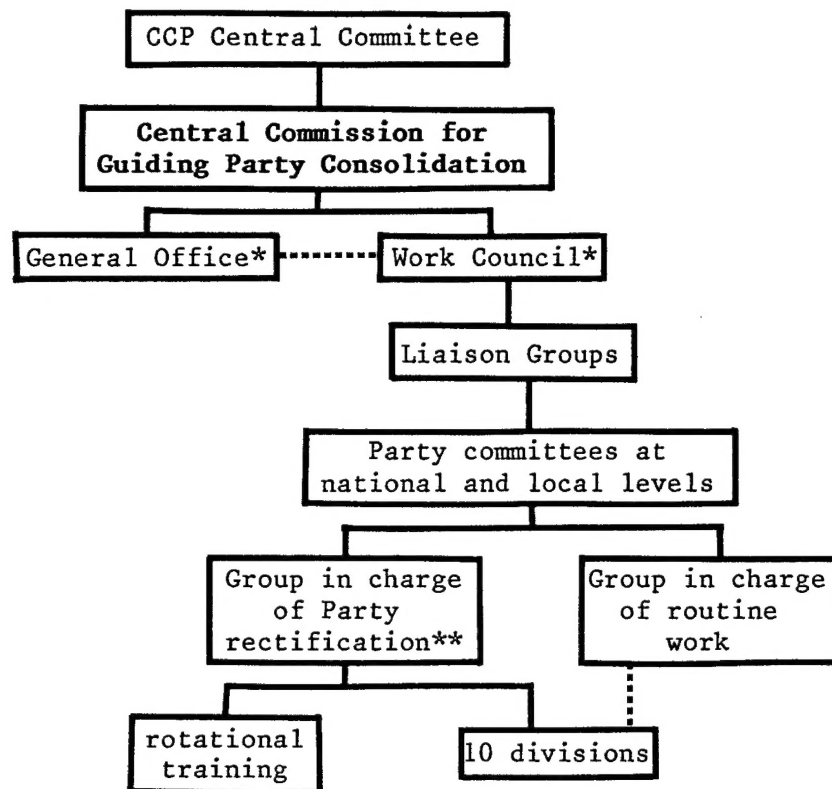 CCP Central Committee
Central Commission for
Guiding Party Consolidation
General Office*
Work Council*
Liaison Groups
Party committees at
national and local levels
Group in charge
of Party
rectification**
Group in charge
of routine
work
rotational
training
10 divisions